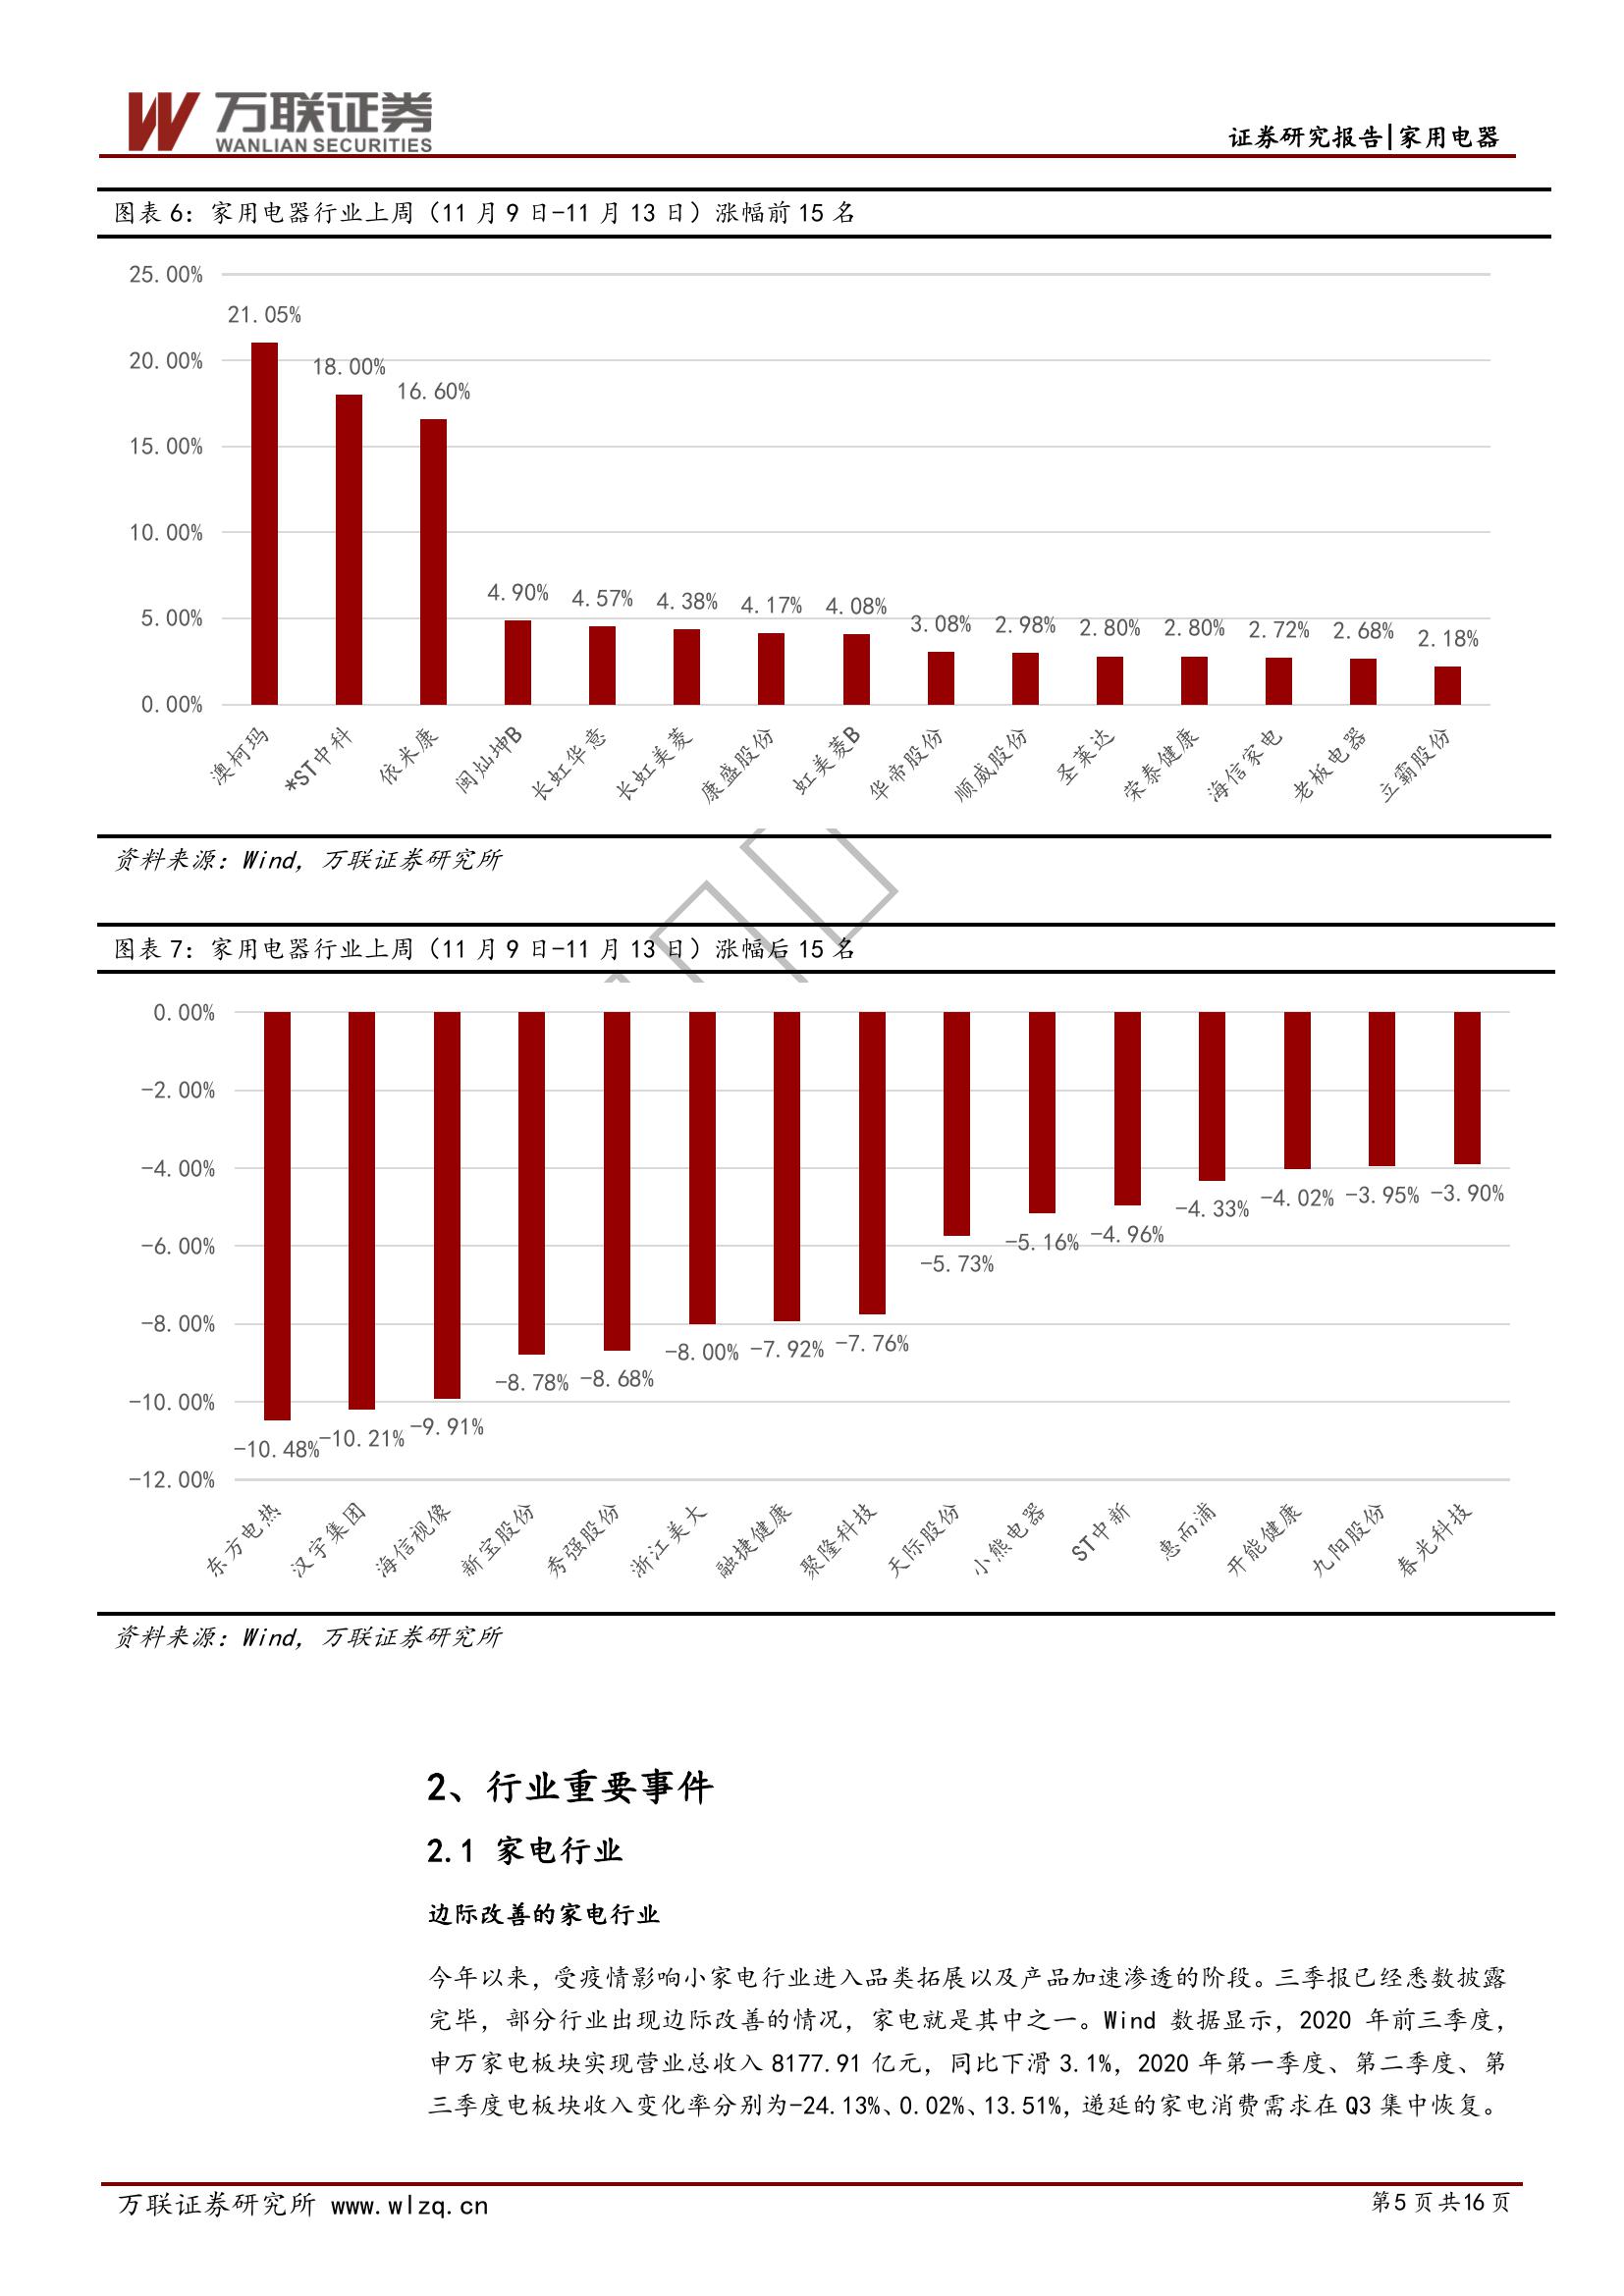 万联证券
WANLIAN SECURITIES
证券研究报告|家用电器
图表 6：家用电器行业上周（11 月 9 日-11 月 13 日）涨幅前 15 名
25.00%
20.00%
15.00%
10.00%
5.00%
0.00%
21.05%
18.00%
16.60%
4.90%
4.57%
4.38%
4.17%
4.08%
3.08%
2.98%
2.80%
2.80%
2.72%
2.68%
2.18%
澳柯玛
*ST中科
依米康
闽灿坤B
长虹华意
长虹美菱
康盛股份
虹美菱B
华帝股份
顺威股份
圣莱达
荣泰健康
海信家电
老板电器
立霸股份
资料来源：Wind, 万联证券研究所
图表 7：家用电器行业上周（11 月 9 日-11 月 13 日）涨幅后 15 名
0.00%
-2.00%
-4.00%
-6.00%
-8.00%
-10.00%
-12.00%
-10.48%
-10.21%
-9.91%
-8.78%
-8.68%
-8.00%
-7.92%
-7.76%
-5.73%
-5.16%
-4.96%
-4.33%
-4.02%
-3.95%
-3.90%
东方电热
汉宇集团
海信视像
新宝股份
秀强股份
浙江美大
融捷健康
聚隆科技
天际股份
小熊电器
ST中新
惠而浦
开能健康
九阳股份
春光科技
资料来源：Wind, 万联证券研究所
2、行业重要事件
2.1 家电行业
边际改善的家电行业
今年以来，受疫情影响小家电行业进入品类拓展以及产品加速渗透的阶段。三季报已经悉数披露
完毕，部分行业出现边际改善的情况，家电就是其中之一。Wind 数据显示，2020 年前三季度，
申万家电板块实现营业总收入 8177.91 亿元，同比下滑 3.1%，2020 年第一季度、第二季度、第
三季度电板块收入变化率分别为-24.13%、0.02%、13.51%，递延的家电消费需求在 Q3 集中恢复。
万联证券研究所 www.wlzq.cn
第5 页共16 页